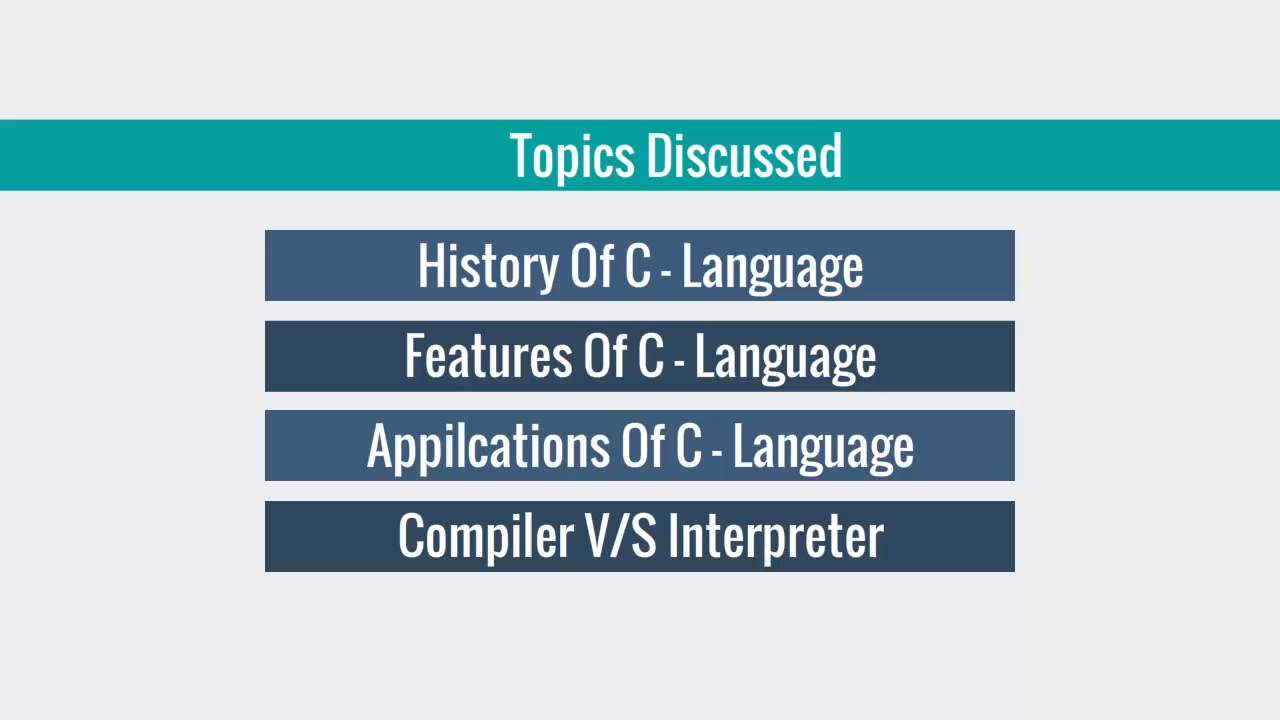 Topics Discussed
History Of C - Language
Features Of C - Language
Appilcations Of C - Language
Compiler V/S Interpreter